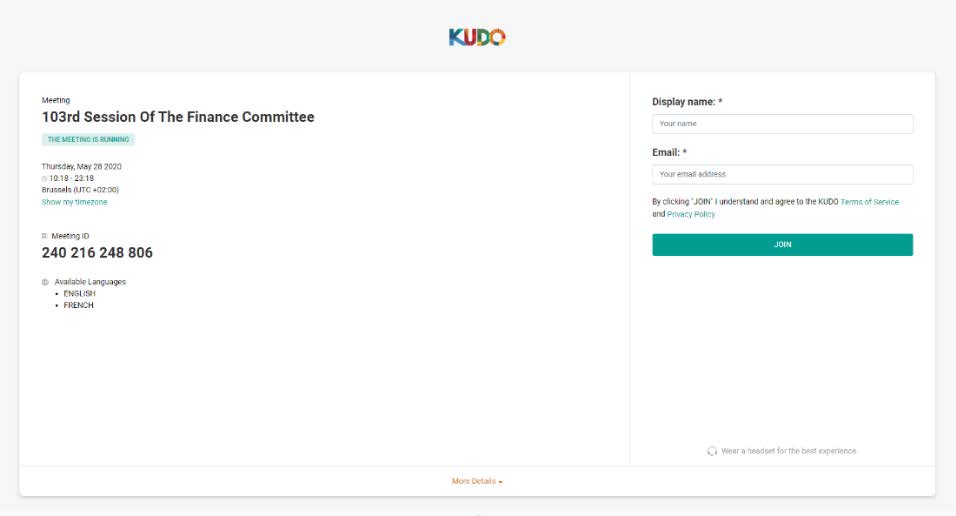 KUDO
Meeting
103rd Session Of The Finance Committee
THE MEETING IS RUNNING
Thursday, May 28 2020
10:18 - 23:18
Brussels (UTC +02:00)
Show my timezone
Meeting ID
240 216 248 806
Available Languages
• ENGLISH
• FRENCH
Display name: *
Your name
Email: *
Your email address
By clicking "JOIN" I understand and agree to the KUDO Terms of Service
and Privacy Policy
JOIN
Wear a headset for the best experience.
More Details